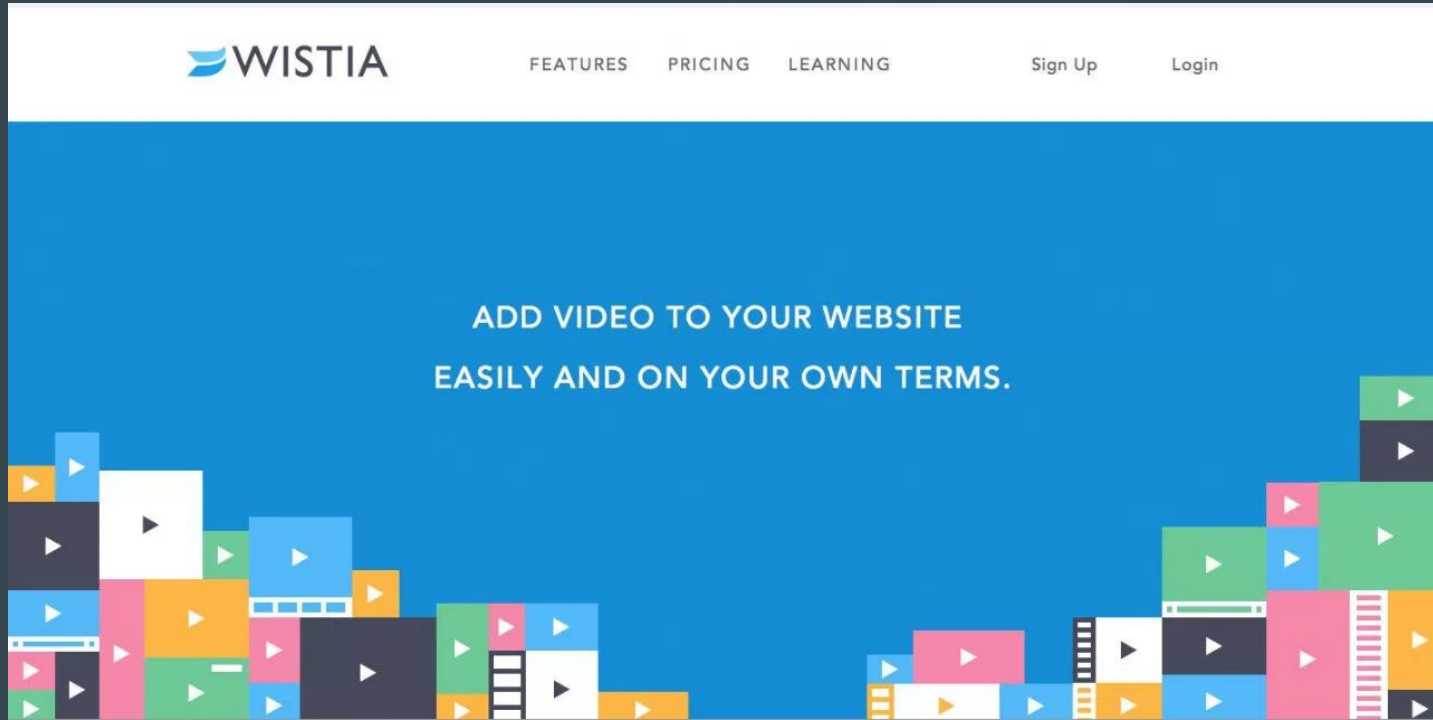 WISTIA
FEATURES PRICING LEARNING Sign Up Login
ADD VIDEO TO YOUR WEBSITE
EASILY AND ON YOUR OWN TERMS.